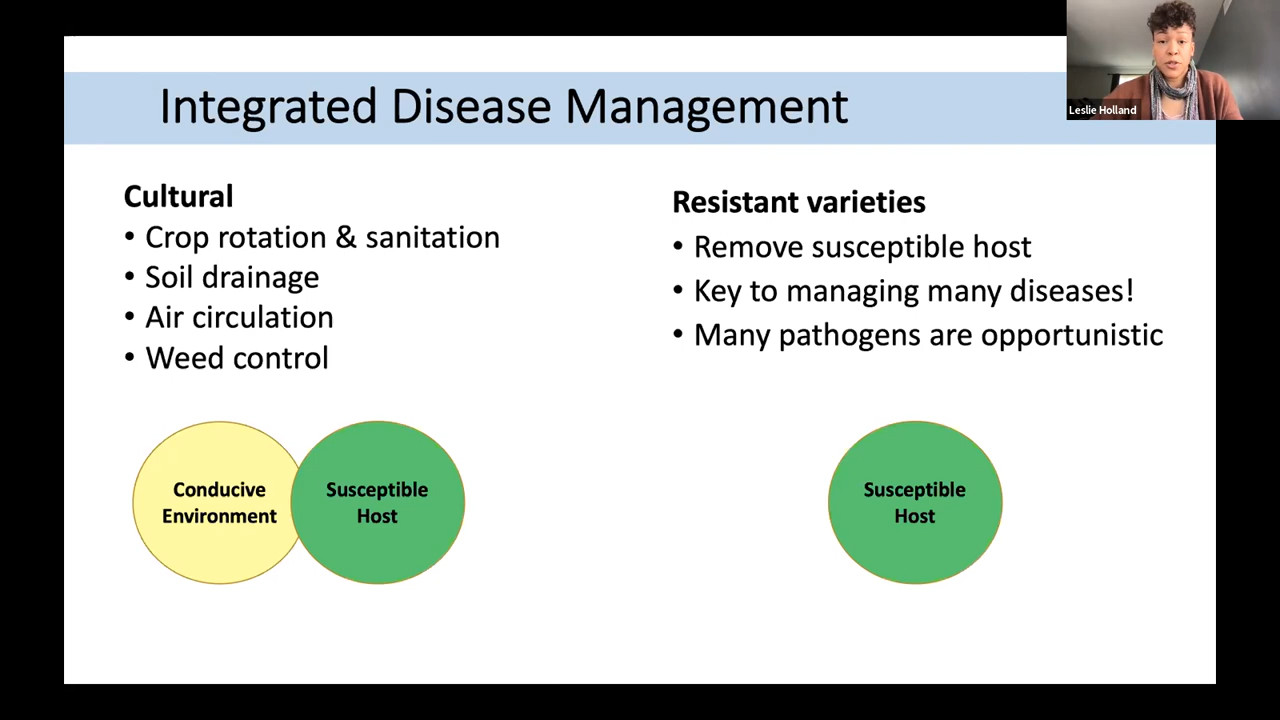 Integrated Disease Management
Leslie Holland
Cultural
• Crop rotation & sanitation
• Soil drainage
• Air circulation
• Weed control
Resistant varieties
• Remove susceptible host
• Key to managing many diseases!
• Many pathogens are opportunistic
Conducive
Environment
Susceptible
Host
Susceptible
Host